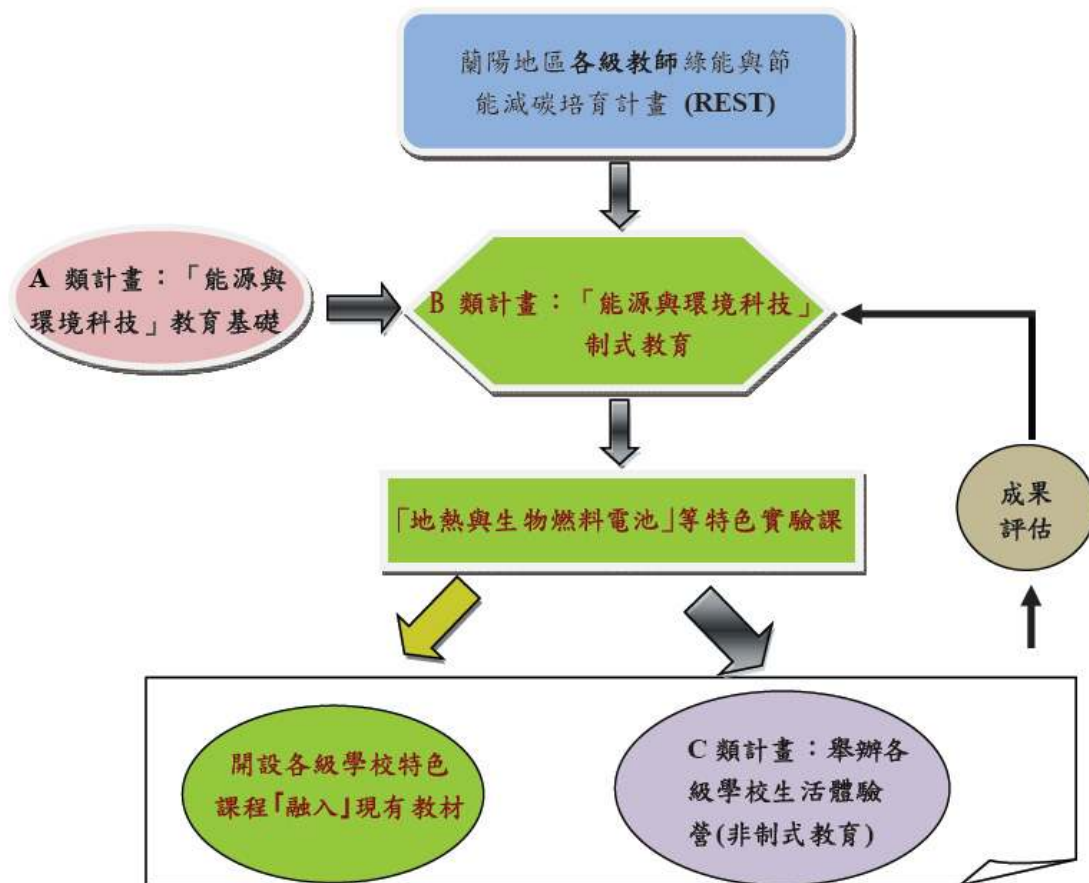 蘭陽地區各級教師綠能與節
能減碳培育計畫 (REST)
A 類計畫：「能源與
環境科技」教育基礎
B 類計畫：「能源與環境科技」
制式教育
「地熱與生物燃料電池」等特色實驗課
成果
評估
開設各級學校特色
課程「融入」現有教材
C 類計畫：舉辦各
級學校生活體驗
營(非制式教育)